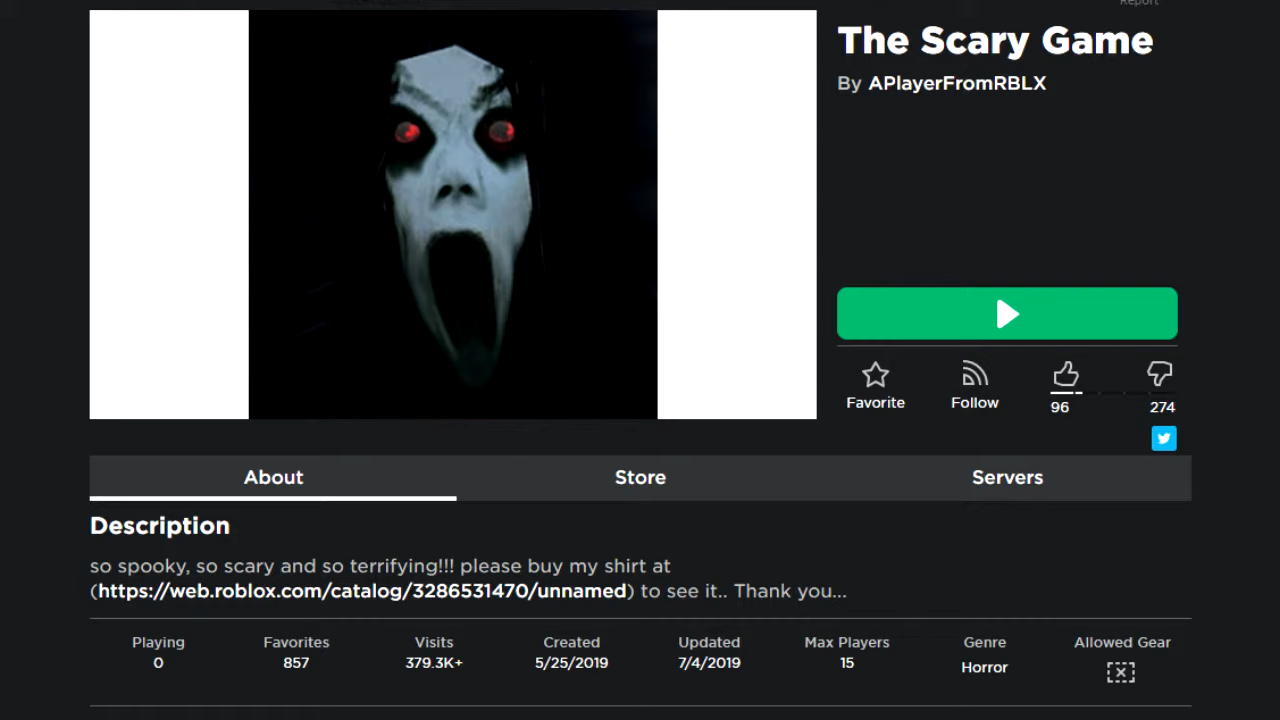 Report
The Scary Game
By APlayerFromRBLX
Favorite
Follow
96
274
About
Store
Servers
Description
so spooky, so scary and so terrifying!!! please buy my shirt at
(https://web.roblox.com/catalog/3286531470/unnamed) to see it.. Thank you...
Playing
Favorites
Visits
Created
Updated
Max Players
Genre
Allowed Gear
0
857
379.3K+
5/25/2019
7/4/2019
15
Horror